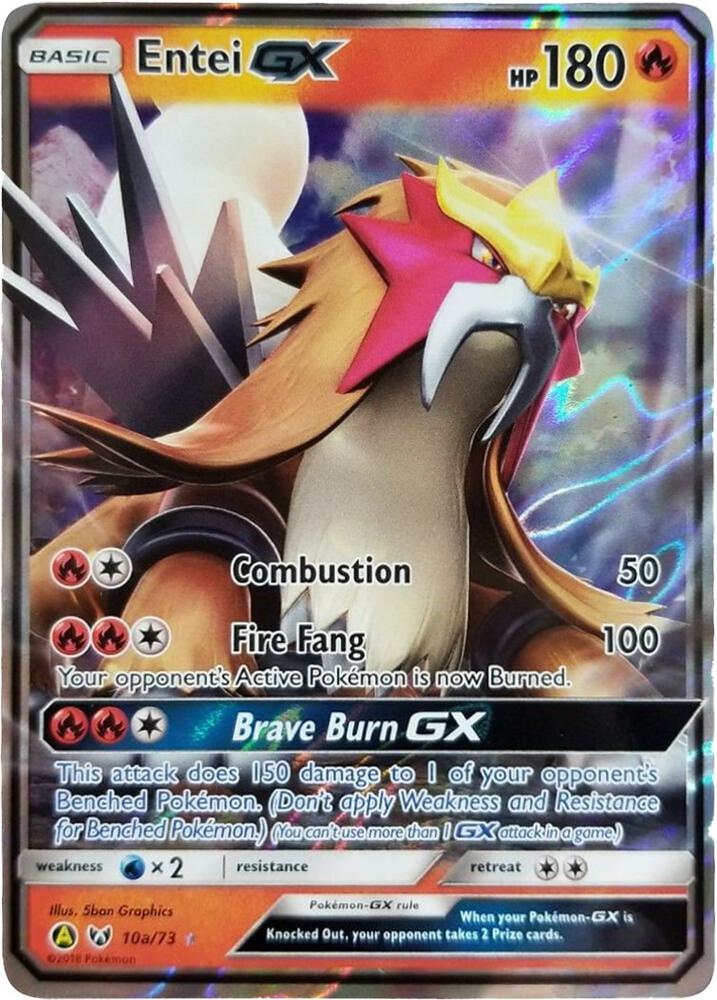 BASIC Entei GX HP 180
Combustion 50
Fire Fang 100
Your opponent's Active Pokémon is now Burned.
Brave Burn GX
This attack does 150 damage to 1 of your opponent's
Benched Pokémon. (Don't apply Weakness and Resistance
for Benched Pokémon.) (You can't use more than 1 GX attack in a game.)
weakness ×2 resistance retreat
Illus. 5ban Graphics
Pokémon-GX rule
When your Pokémon-GX is
Knocked Out, your opponent takes 2 Prize cards.
A 10a/73
©2018 Pokémon